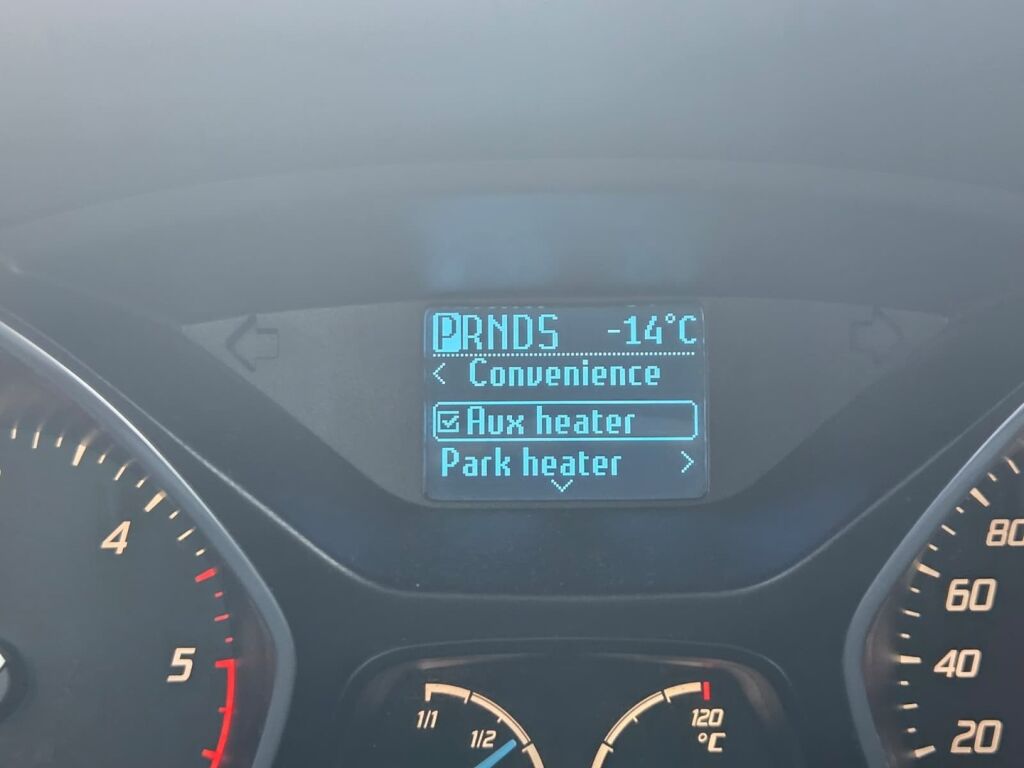 PRNDS -14°C
< Convenience
Aux heater
Park heater >
4
5
80
60
40
20
1/1
1/2
120
°C